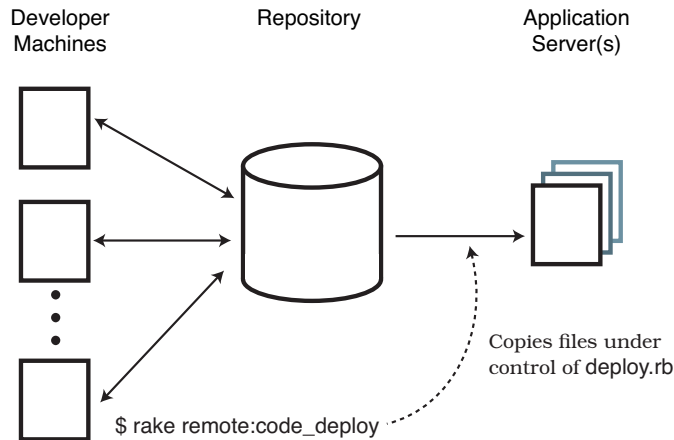 Developer
Machines
Repository
Application
Server(s)
Copies files under
control of deploy.rb
$ rake remote:code_deploy